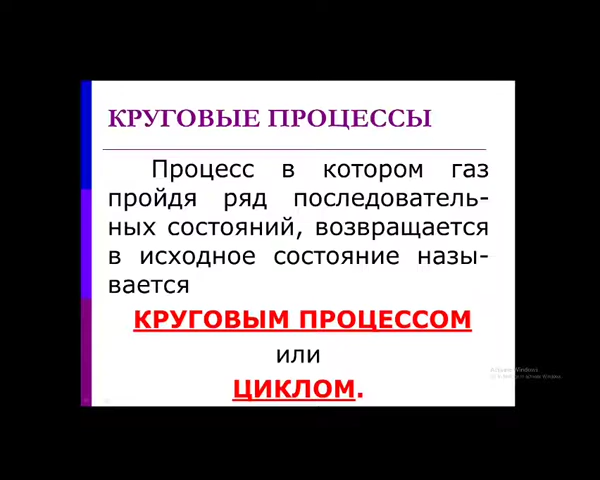 КРУГОВЫЕ ПРОЦЕССЫ
Процесс в котором газ
пройдя ряд последователь-
ных состояний, возвращается
в исходное состояние назы-
вается
КРУГОВЫМ ПРОЦЕССОМ
или
ЦИКЛОМ.